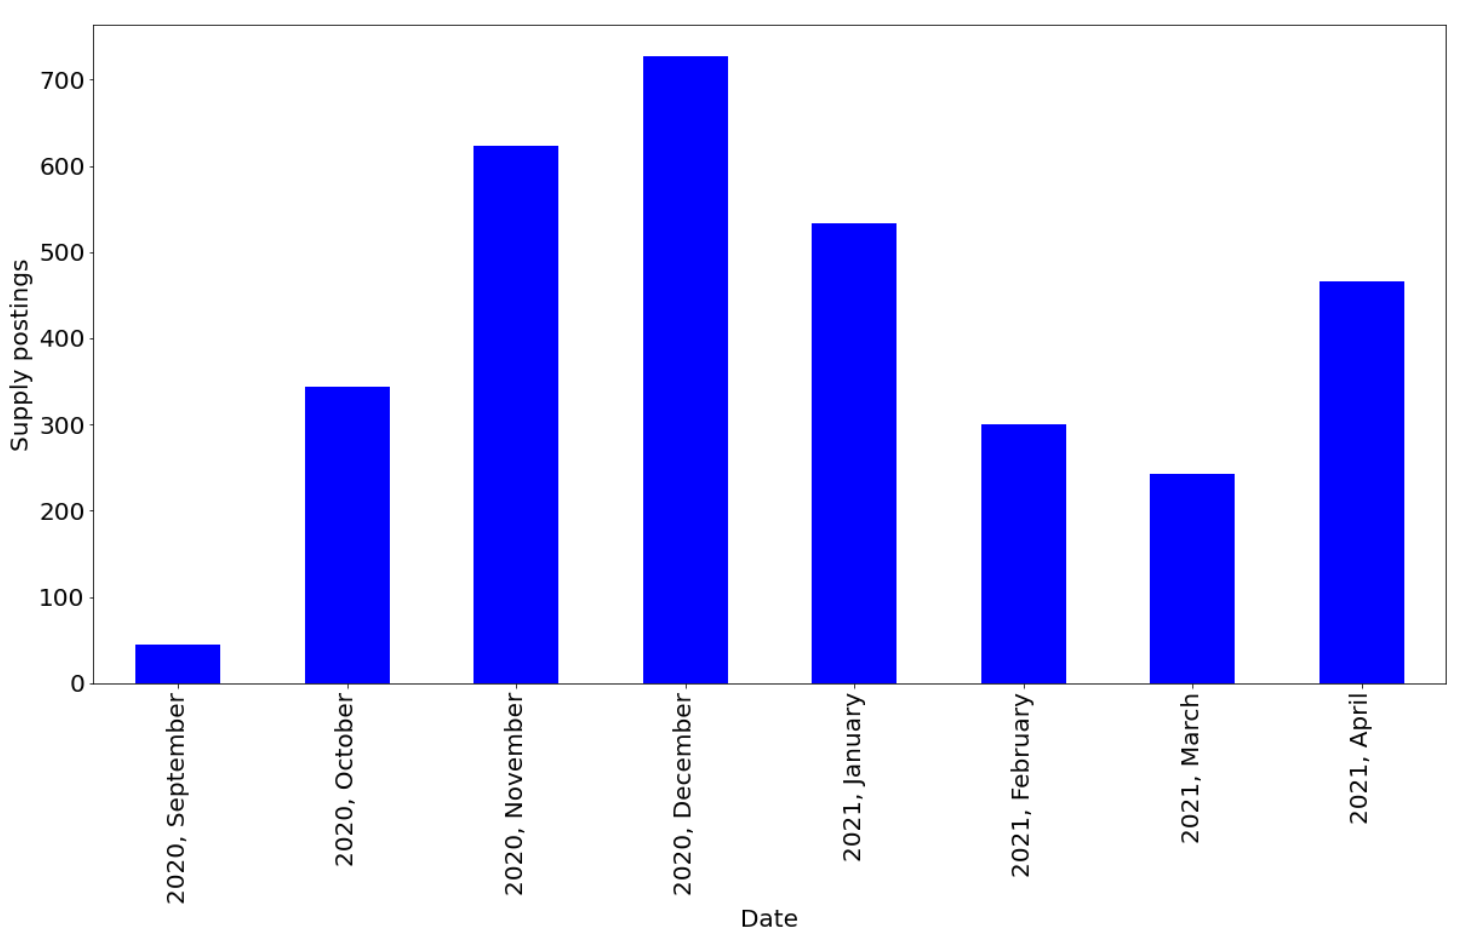 700
600
500
400
300
200
100
0
Supply postings
2020, September
2020, October
2020, November
2020, December
2021, January
2021, February
2021, March
2021, April
Date